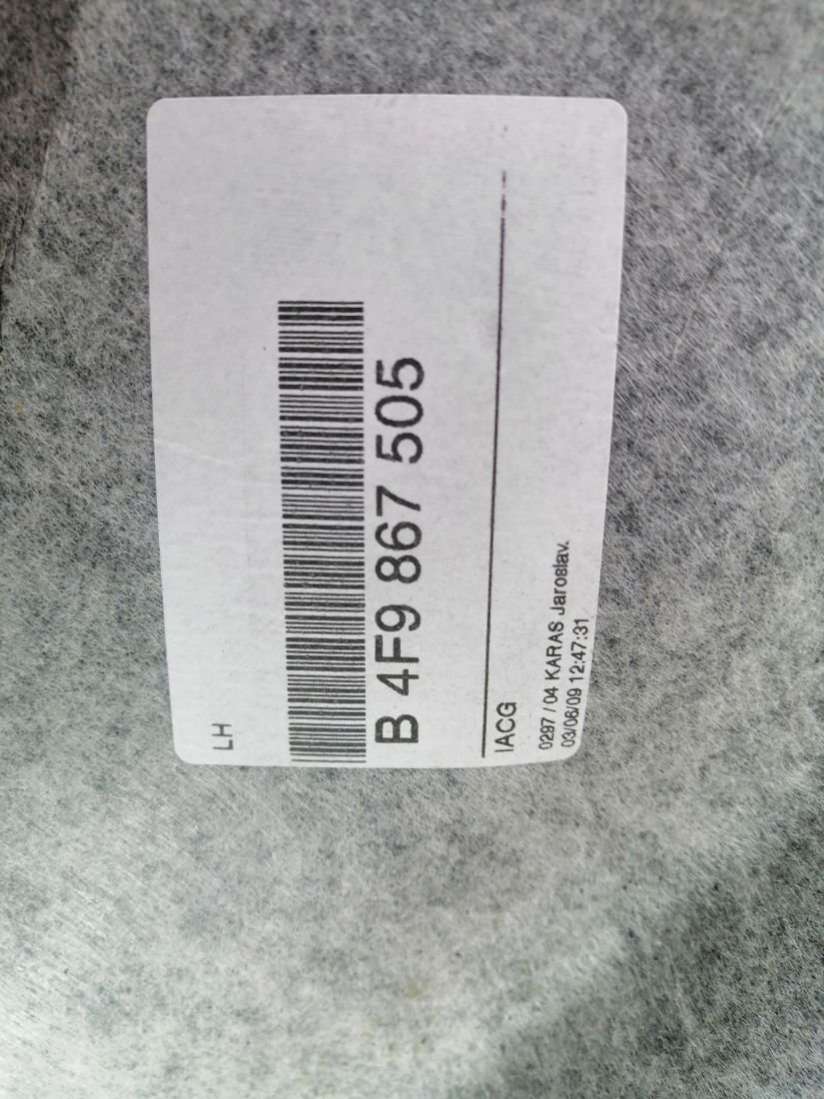 LH
B 4F9 867 505
IACG
0297 / 04 KARAS Jaroslav.
03/06/09 12:47:31